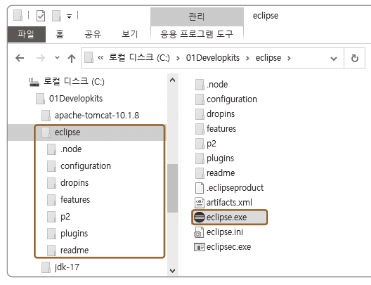 관리
eclipse
파일
홈
공유
보기
응용 프로그램 도구
« 로컬 디스크 (C:) › 01Developkits › eclipse ›
로컬 디스크 (C:)
01Developkits
apache-tomcat-10.1.8
eclipse
.node
configuration
dropins
features
p2
plugins
readme
jdk-17
.node
configuration
dropins
features
p2
plugins
readme
.eclipseproduct
artifacts.xml
eclipse.exe
eclipse.ini
eclipsec.exe